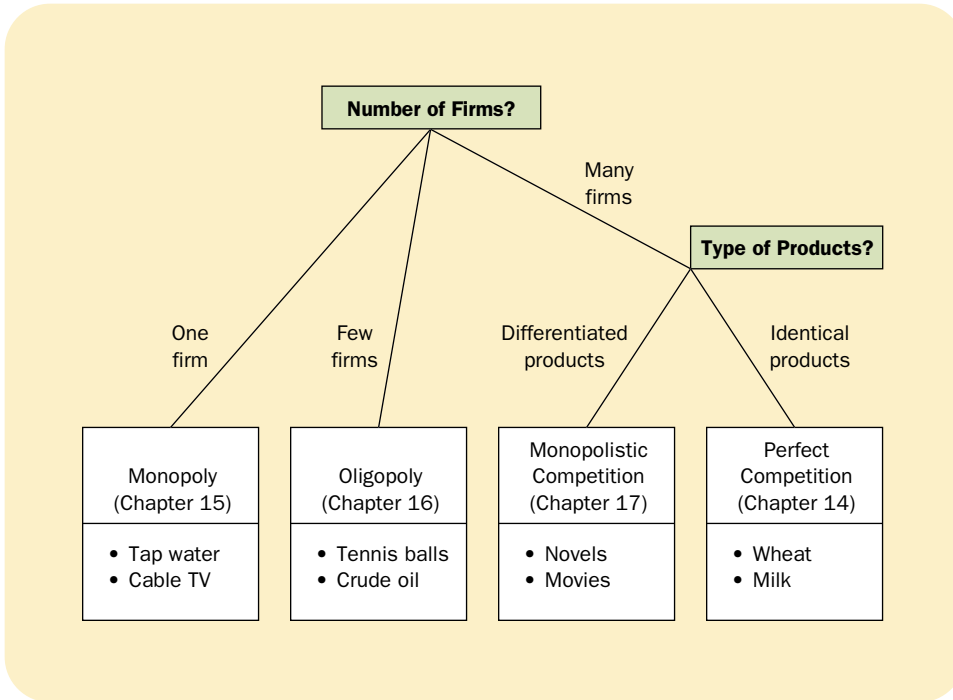 Number of Firms?
Many
firms
Type of Products?
One
firm
Few
firms
Differentiated
products
Identical
products
Monopoly
(Chapter 15)
• Tap water
• Cable TV
Oligopoly
(Chapter 16)
• Tennis balls
• Crude oil
Monopolistic
Competition
(Chapter 17)
• Novels
• Movies
Perfect
Competition
(Chapter 14)
• Wheat
• Milk